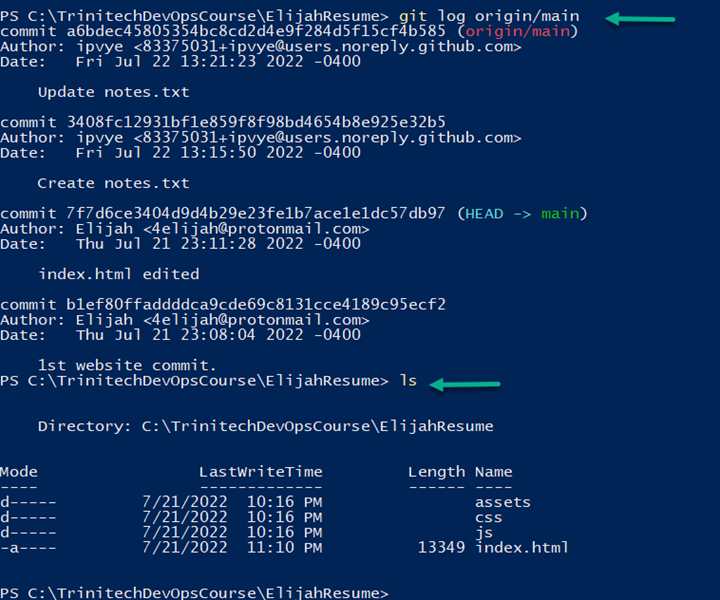 PS C:\TrinitechDevOpsCourse\ElijahResume> git log origin/main
commit a6bdec45805354bc8cd2d4e9f284d5f15cf4b585 (origin/main)
Author: ipvye <83375031+ipvye@users.noreply.github.com>
Date:   Fri Jul 22 13:21:23 2022 -0400
    Update notes.txt
commit 3408fc12931bf1e859f8f98bd4654b8e925e32b5
Author: ipvye <83375031+ipvye@users.noreply.github.com>
Date:   Fri Jul 22 13:15:50 2022 -0400
    Create notes.txt
commit 7f7d6ce3404d9d4b29e23fe1b7ace1e1dc57db97 (HEAD -> main)
Author: Elijah <4elijah@protonmail.com>
Date:   Thu Jul 21 23:11:28 2022 -0400
    index.html edited
commit b1ef80ffaddddca9cde69c8131cce4189c95ecf2
Author: Elijah <4elijah@protonmail.com>
Date:   Thu Jul 21 23:08:04 2022 -0400
    1st website commit.
PS C:\TrinitechDevOpsCourse\ElijahResume> ls
    Directory: C:\TrinitechDevOpsCourse\ElijahResume
Mode                 LastWriteTime         Length Name
----                 -------------         ------ ----
d-----         7/21/2022  10:16 PM                assets
d-----         7/21/2022  10:16 PM                css
d-----         7/21/2022  10:16 PM                js
-a----         7/21/2022  11:10 PM          13349 index.html
PS C:\TrinitechDevOpsCourse\ElijahResume>